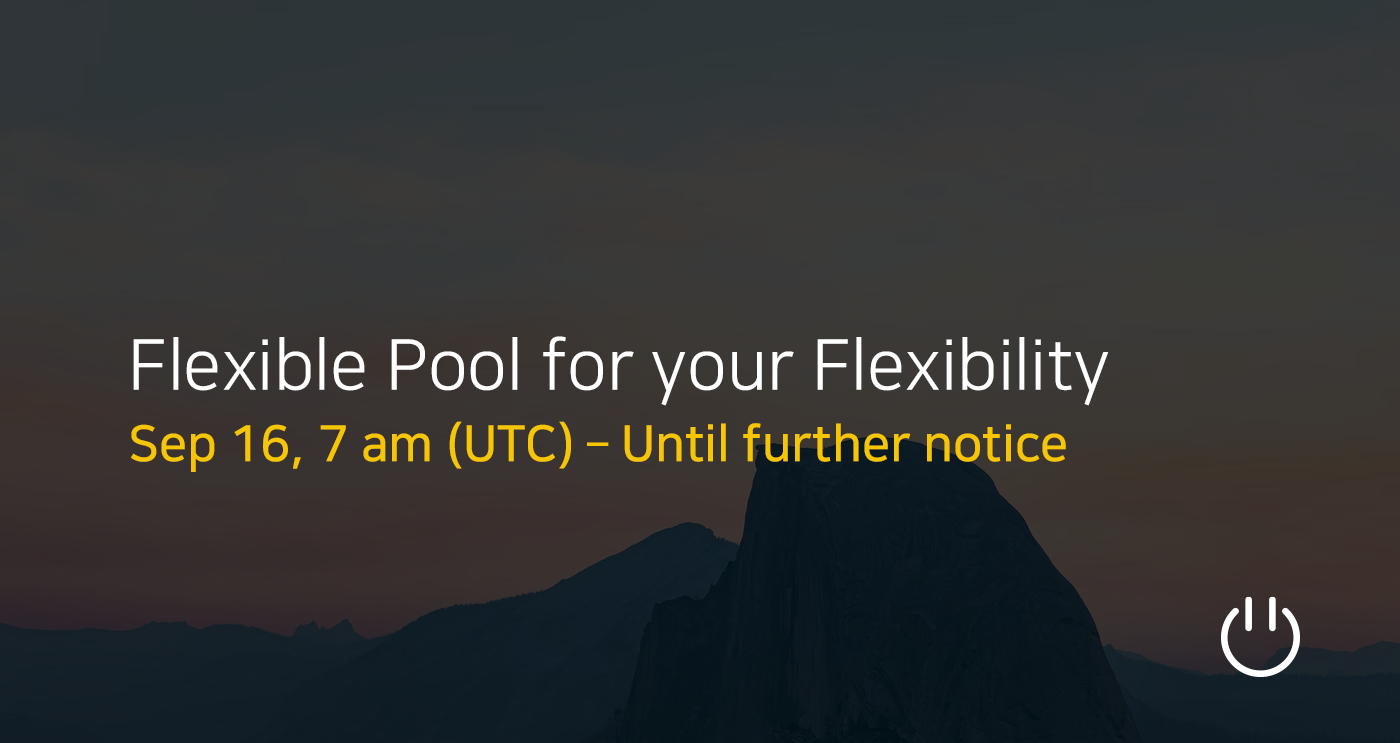 Flexible Pool for your Flexibility
Sep 16, 7 am (UTC) – Until further notice